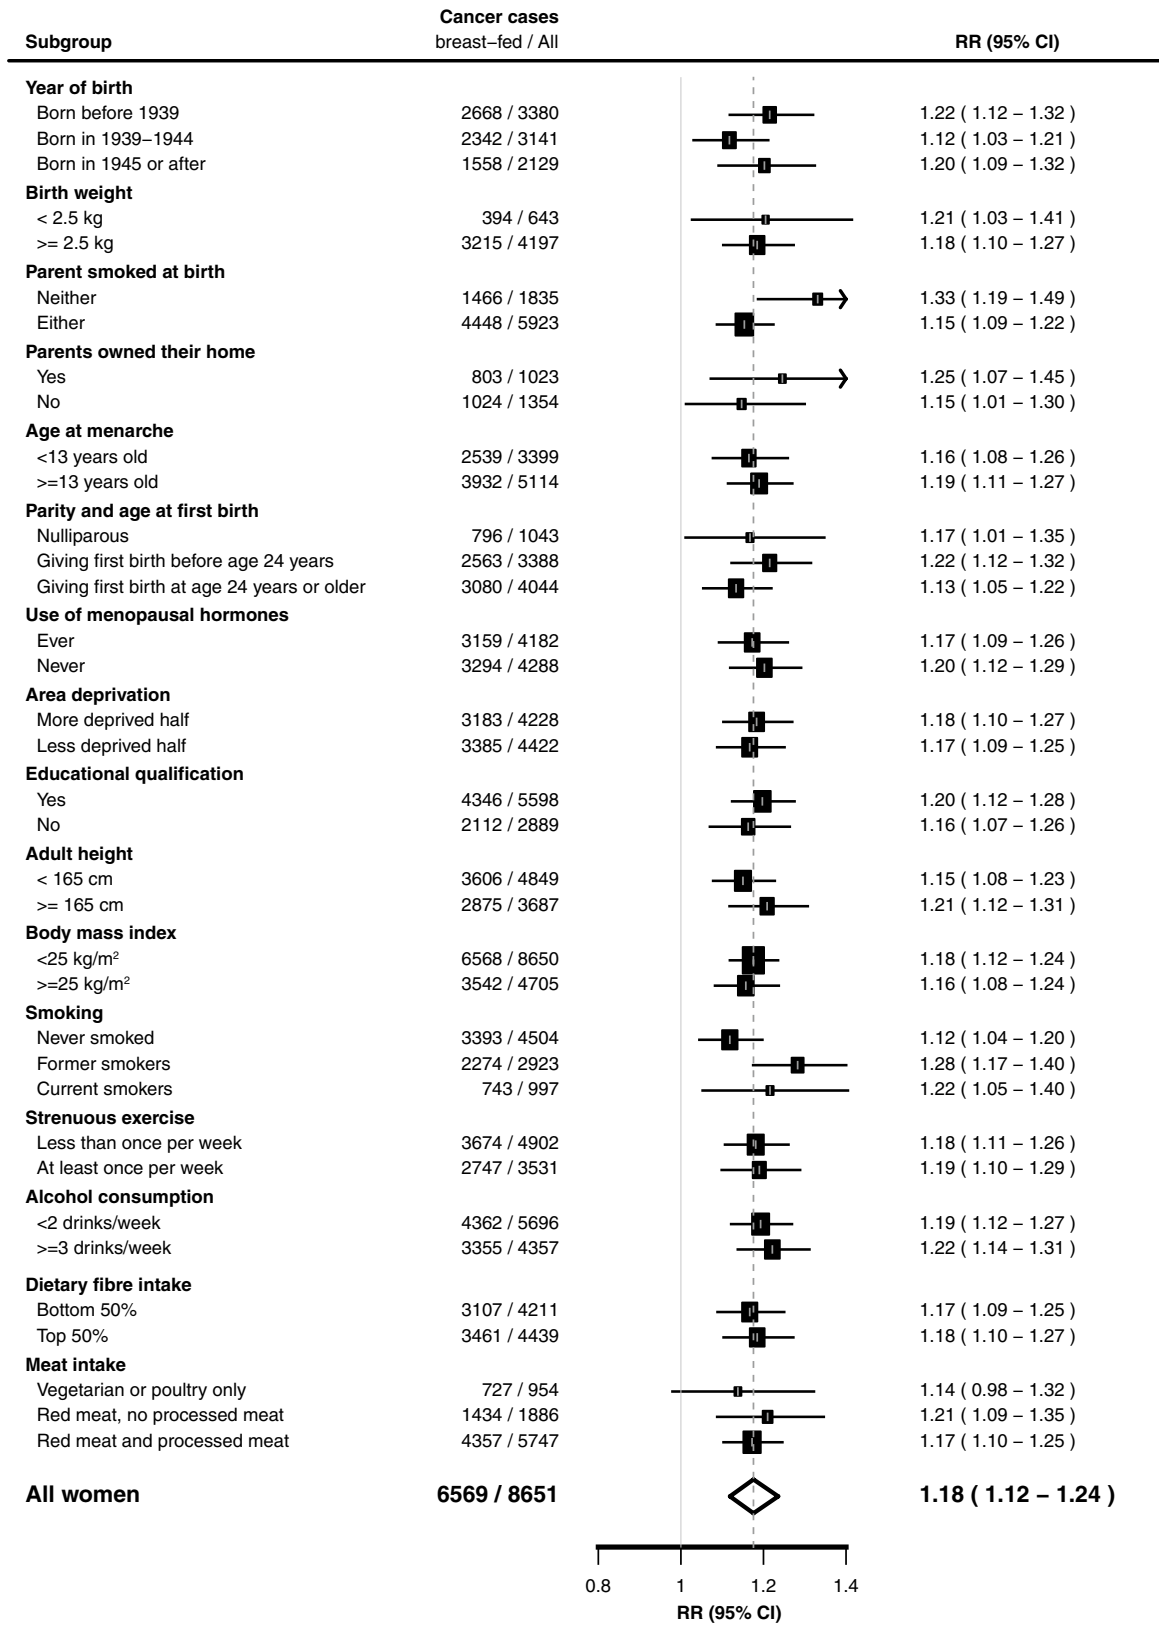 Cancer cases
Subgroup breast–fed / All RR (95% CI)
Year of birth
Born before 1939 2668 / 3380 1.22 ( 1.12 – 1.32 )
Born in 1939–1944 2342 / 3141 1.12 ( 1.03 – 1.21 )
Born in 1945 or after 1558 / 2129 1.20 ( 1.09 – 1.32 )
Birth weight
< 2.5 kg 394 / 643 1.21 ( 1.03 – 1.41 )
>= 2.5 kg 3215 / 4197 1.18 ( 1.10 – 1.27 )
Parent smoked at birth
Neither 1466 / 1835 1.33 ( 1.19 – 1.49 )
Either 4448 / 5923 1.15 ( 1.09 – 1.22 )
Parents owned their home
Yes 803 / 1023 1.25 ( 1.07 – 1.45 )
No 1024 / 1354 1.15 ( 1.01 – 1.30 )
Age at menarche
<13 years old 2539 / 3399 1.16 ( 1.08 – 1.26 )
>=13 years old 3932 / 5114 1.19 ( 1.11 – 1.27 )
Parity and age at first birth
Nulliparous 796 / 1043 1.17 ( 1.01 – 1.35 )
Giving first birth before age 24 years 2563 / 3388 1.22 ( 1.12 – 1.32 )
Giving first birth at age 24 years or older 3080 / 4044 1.13 ( 1.05 – 1.22 )
Use of menopausal hormones
Ever 3159 / 4182 1.17 ( 1.09 – 1.26 )
Never 3294 / 4288 1.20 ( 1.12 – 1.29 )
Area deprivation
More deprived half 3183 / 4228 1.18 ( 1.10 – 1.27 )
Less deprived half 3385 / 4422 1.17 ( 1.09 – 1.25 )
Educational qualification
Yes 4346 / 5598 1.20 ( 1.12 – 1.28 )
No 2112 / 2889 1.16 ( 1.07 – 1.26 )
Adult height
< 165 cm 3606 / 4849 1.15 ( 1.08 – 1.23 )
>= 165 cm 2875 / 3687 1.21 ( 1.12 – 1.31 )
Body mass index
<25 kg/m² 6568 / 8650 1.18 ( 1.12 – 1.24 )
>=25 kg/m² 3542 / 4705 1.16 ( 1.08 – 1.24 )
Smoking
Never smoked 3393 / 4504 1.12 ( 1.04 – 1.20 )
Former smokers 2274 / 2923 1.28 ( 1.17 – 1.40 )
Current smokers 743 / 997 1.22 ( 1.05 – 1.40 )
Strenuous exercise
Less than once per week 3674 / 4902 1.18 ( 1.11 – 1.26 )
At least once per week 2747 / 3531 1.19 ( 1.10 – 1.29 )
Alcohol consumption
<2 drinks/week 4362 / 5696 1.19 ( 1.12 – 1.27 )
>=3 drinks/week 3355 / 4357 1.22 ( 1.14 – 1.31 )
Dietary fibre intake
Bottom 50% 3107 / 4211 1.17 ( 1.09 – 1.25 )
Top 50% 3461 / 4439 1.18 ( 1.10 – 1.27 )
Meat intake
Vegetarian or poultry only 727 / 954 1.14 ( 0.98 – 1.32 )
Red meat, no processed meat 1434 / 1886 1.21 ( 1.09 – 1.35 )
Red meat and processed meat 4357 / 5747 1.17 ( 1.10 – 1.25 )
All women 6569 / 8651 1.18 ( 1.12 – 1.24 )
0.8 1 1.2 1.4
RR (95% CI)